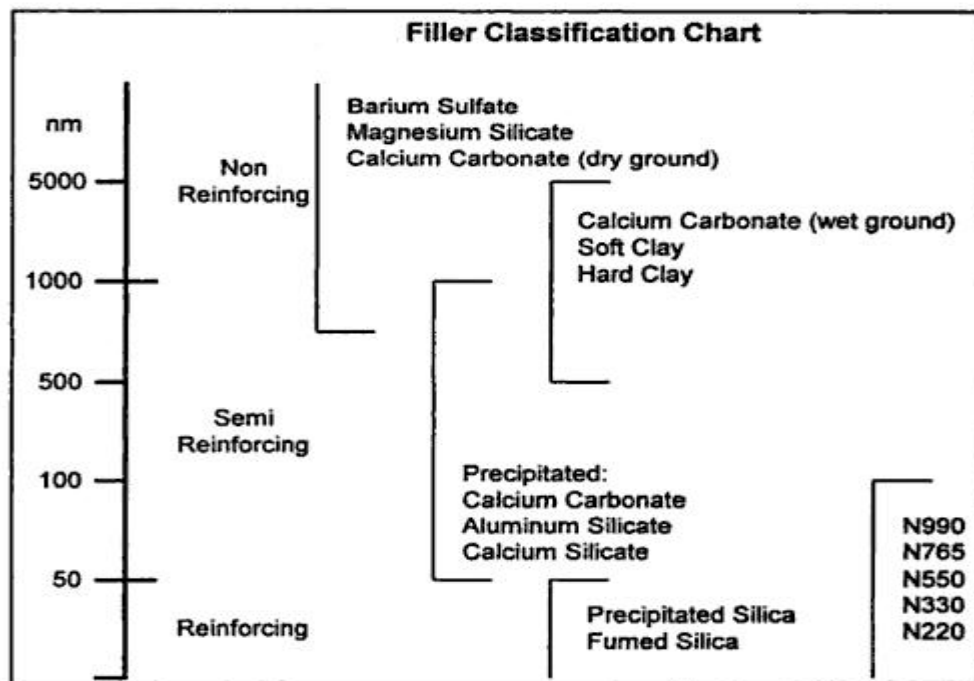 Filler Classification Chart
nm
5000
1000
500
100
50
Non
Reinforcing
Semi
Reinforcing
Reinforcing
Barium Sulfate
Magnesium Silicate
Calcium Carbonate (dry ground)
Calcium Carbonate (wet ground)
Soft Clay
Hard Clay
Precipitated:
Calcium Carbonate
Aluminum Silicate
Calcium Silicate
Precipitated Silica
Fumed Silica
N990
N765
N550
N330
N220